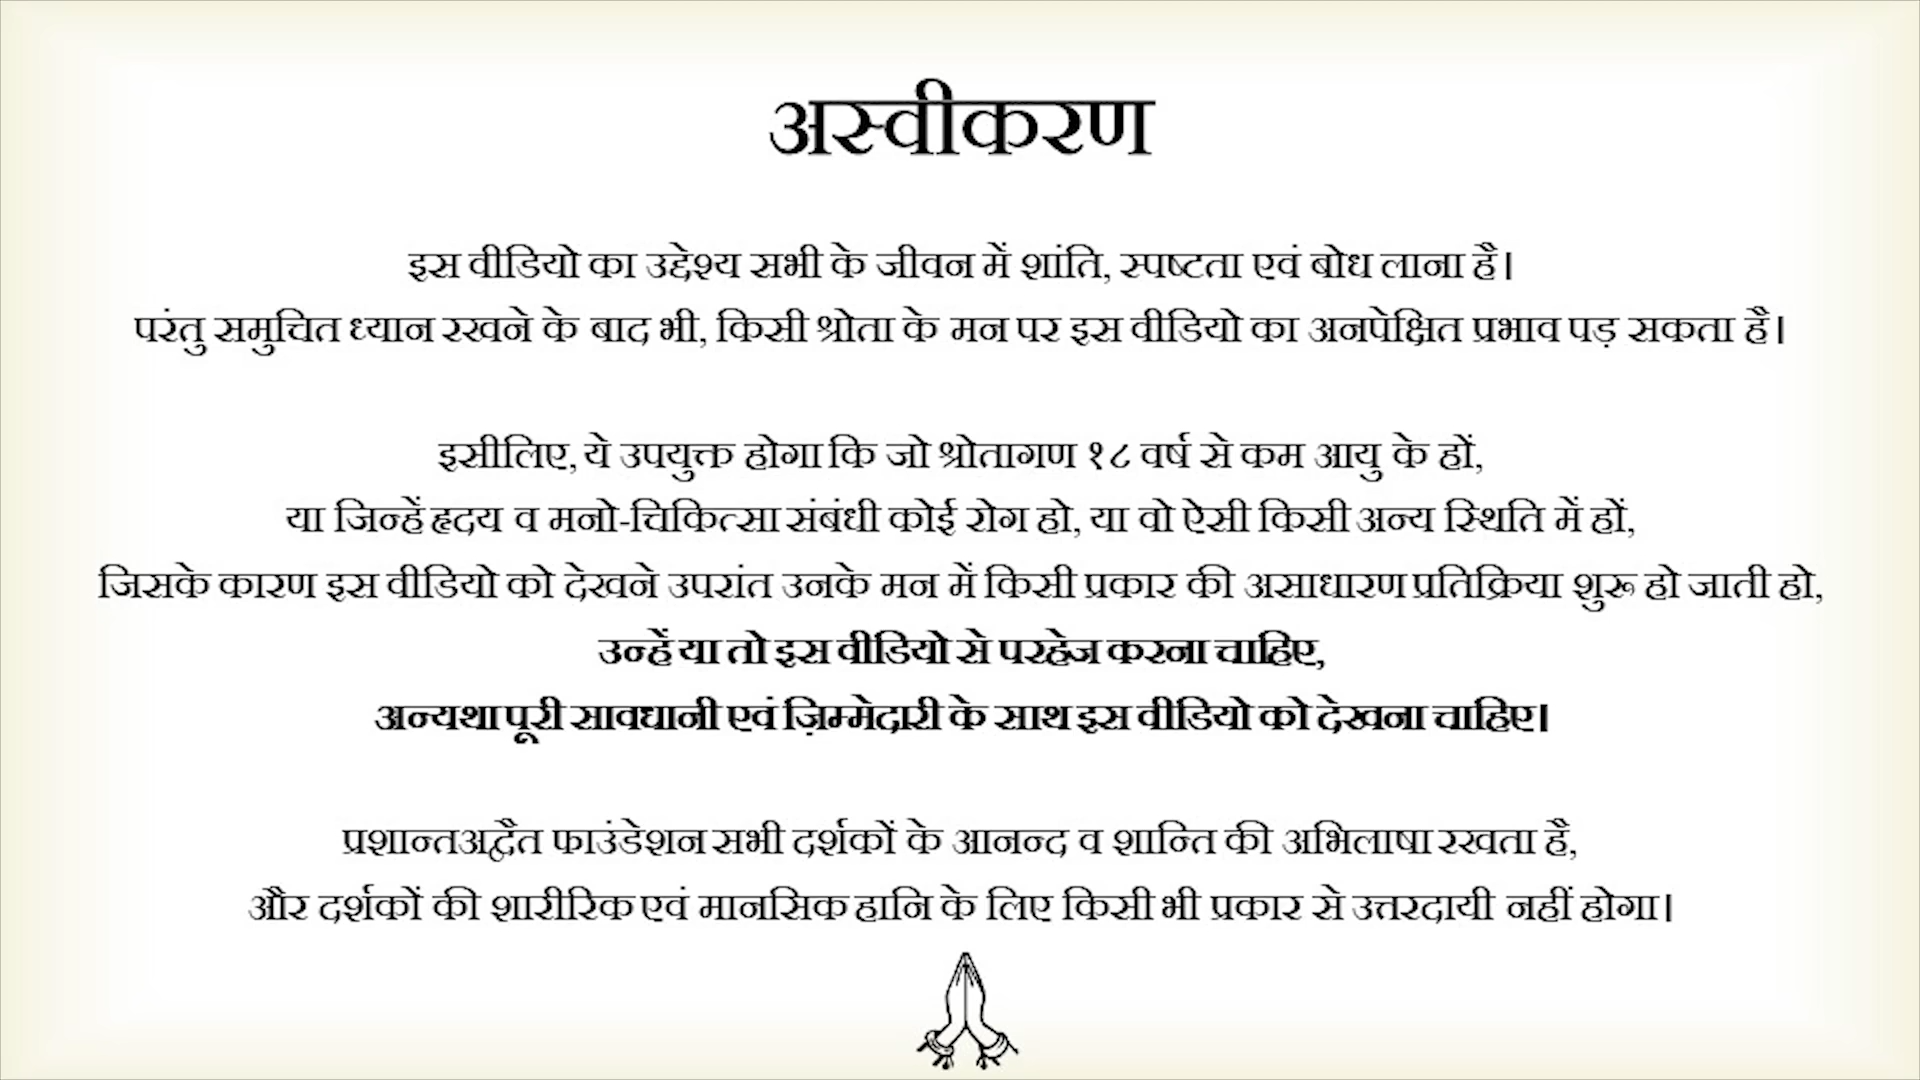 अस्वीकरण
इस वीडियो का उद्देश्य सभी के जीवन में शांति, स्पष्टता एवं बोध लाना है।
परंतु समुचित ध्यान रखने के बाद भी, किसी श्रोता के मन पर इस वीडियो का अनपेक्षित प्रभाव पड़ सकता है।
इसीलिए, ये उपयुक्त होगा कि जो श्रोतागण १८ वर्ष से कम आयु के हों,
या जिन्हें हृदय व मनो-चिकित्सा संबंधी कोई रोग हो, या वो ऐसी किसी अन्य स्थिति में हों,
जिसके कारण इस वीडियो को देखने उपरांत उनके मन में किसी प्रकार की असाधारण प्रतिक्रिया शुरू हो जाती हो,
उन्हें या तो इस वीडियो से परहेज करना चाहिए,
अन्यथा पूरी सावधानी एवं ज़िम्मेदारी के साथ इस वीडियो को देखना चाहिए।
प्रशान्तअद्वैत फाउंडेशन सभी दर्शकों के आनन्द व शान्ति की अभिलाषा रखता है,
और दर्शकों की शारीरिक एवं मानसिक हानि के लिए किसी भी प्रकार से उत्तरदायी नहीं होगा।